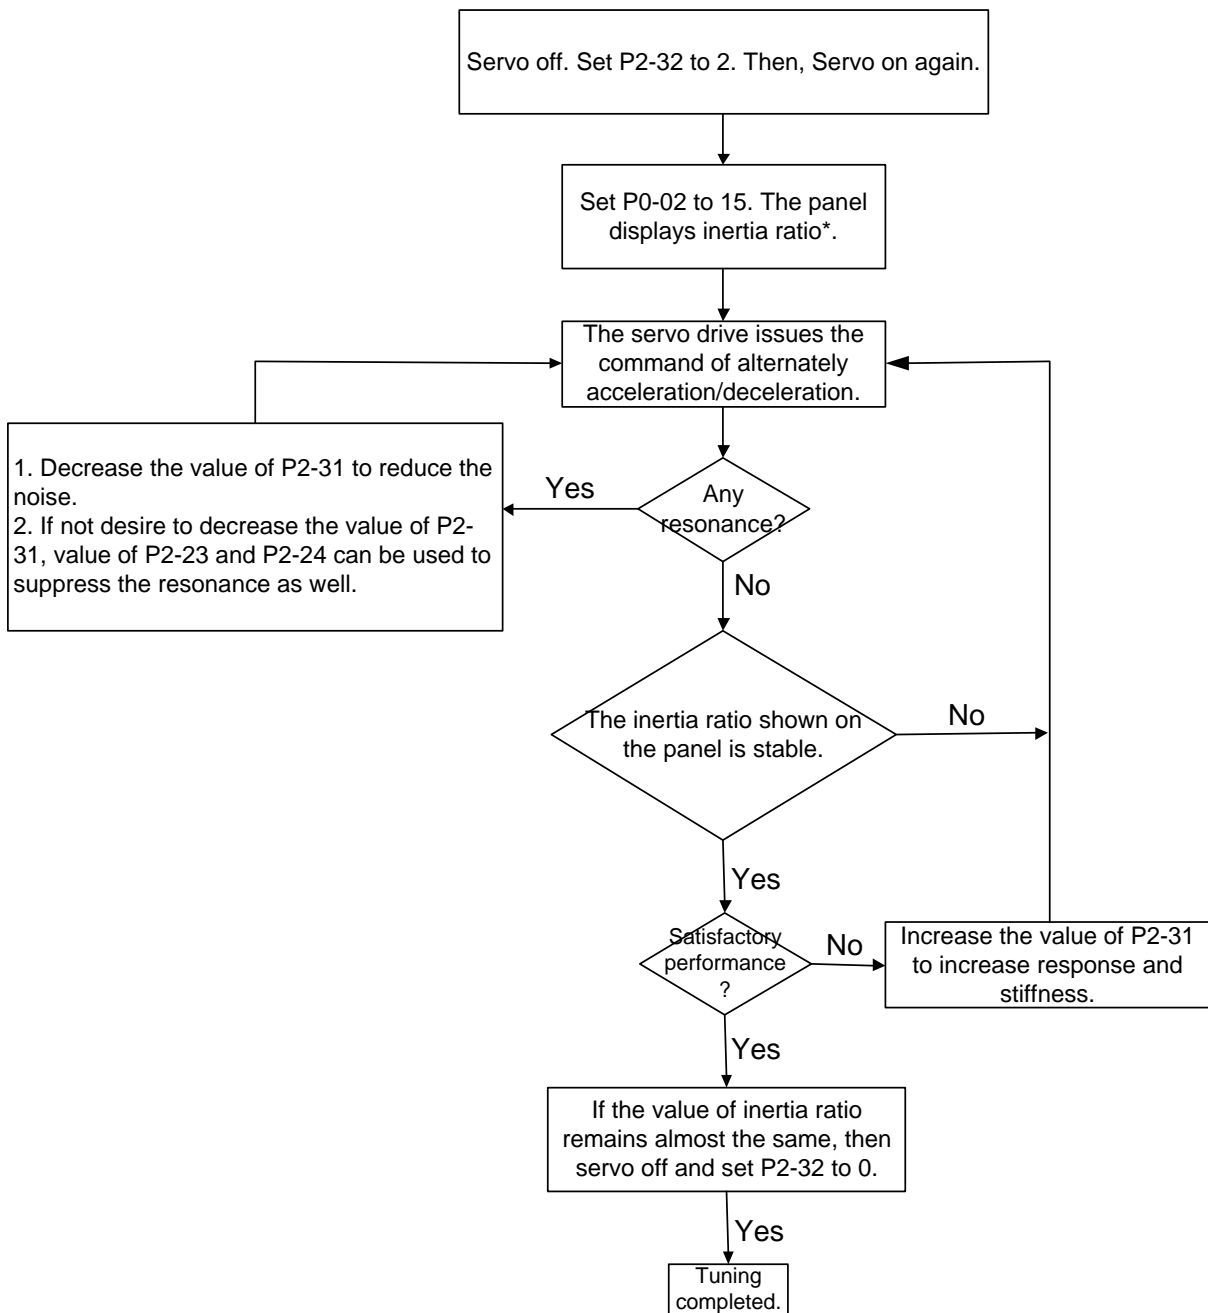 Servo off. Set P2-32 to 2. Then, Servo on again.
Set P0-02 to 15. The panel
displays inertia ratio*.
The servo drive issues the
command of alternately
acceleration/deceleration.
1. Decrease the value of P2-31 to reduce the
noise.
2. If not desire to decrease the value of P2-
31, value of P2-23 and P2-24 can be used to
suppress the resonance as well.
Yes
Any
resonance?
No
The inertia ratio shown on
the panel is stable.
No
Yes
Satisfactory
performance
?
No
Increase the value of P2-31
to increase response and
stiffness.
Yes
If the value of inertia ratio
remains almost the same, then
servo off and set P2-32 to 0.
Yes
Tuning
completed.